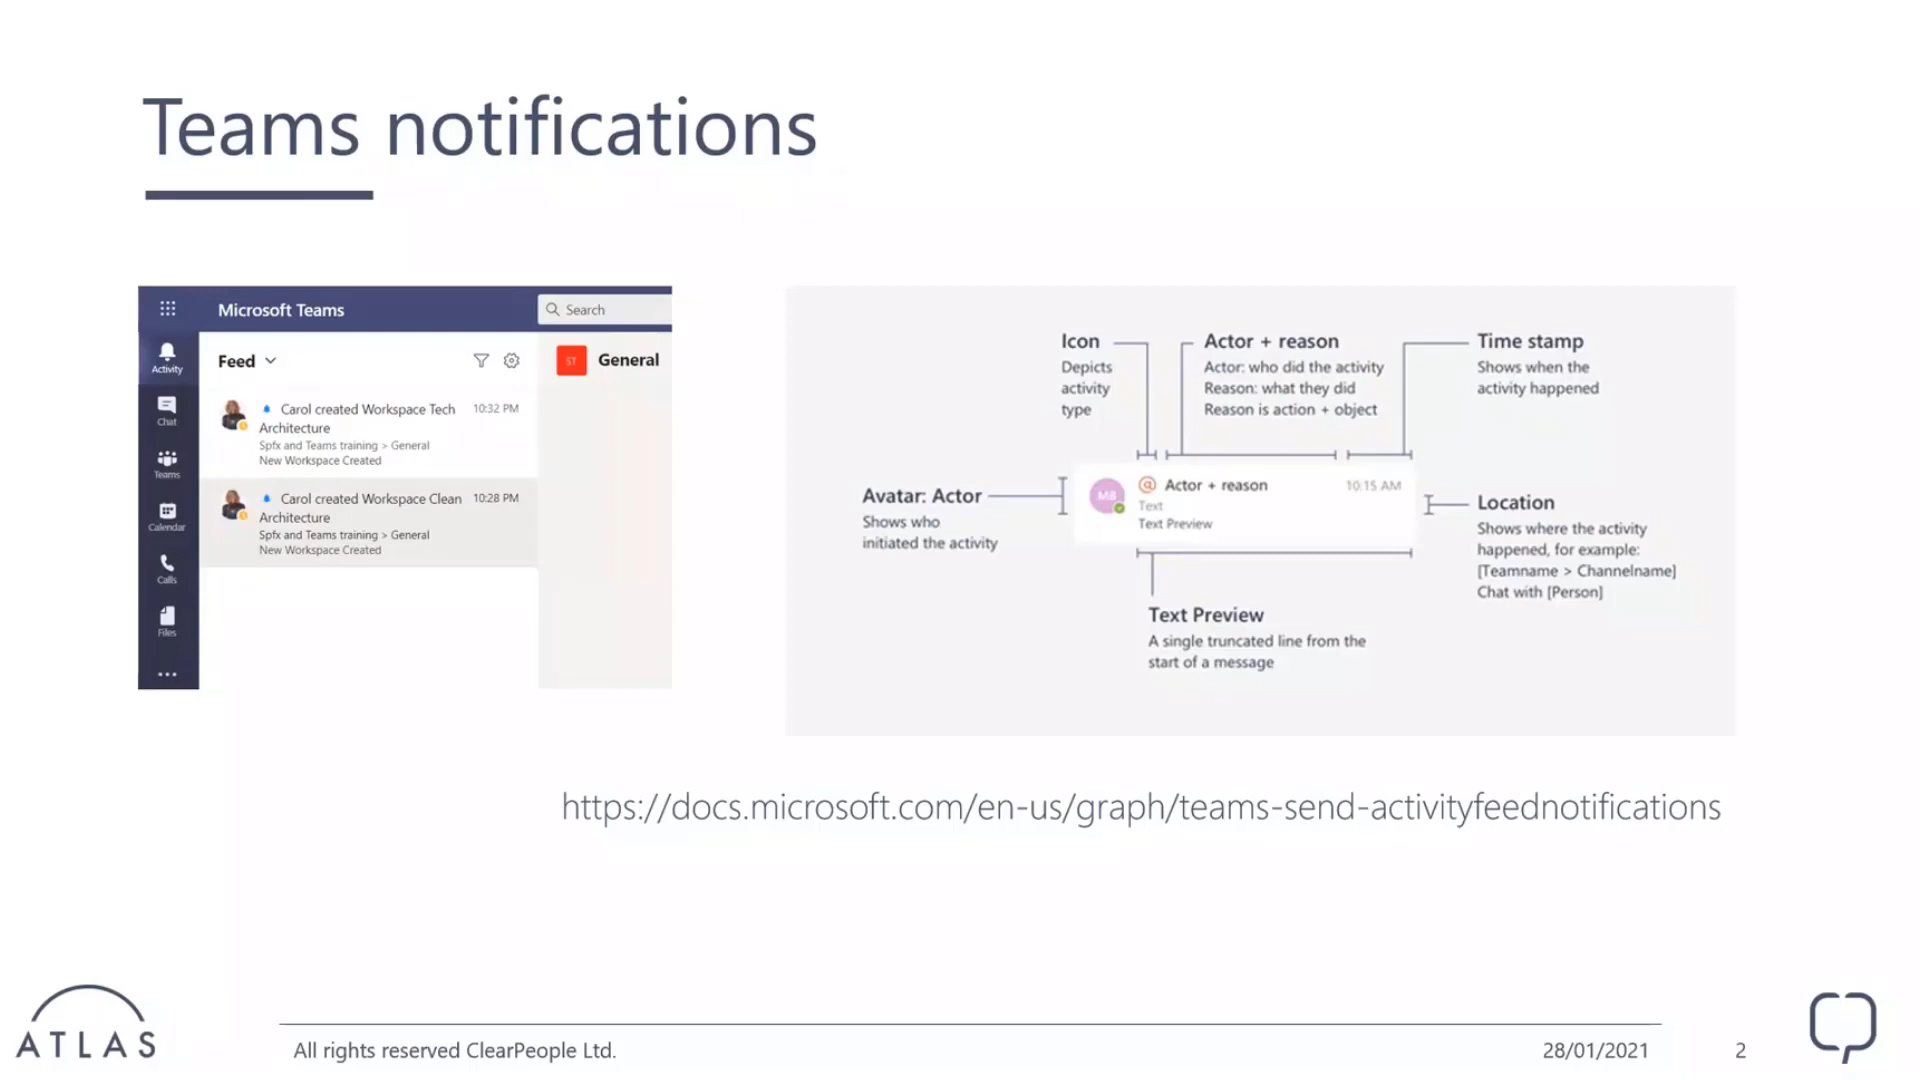 Teams notifications
Microsoft Teams
Search
Activity
Chat
Teams
Calendar
Calls
Files
Feed
ST
General
Carol created Workspace Tech
10:32 PM
Architecture
Spfx and Teams training > General
New Workspace Created
Carol created Workspace Clean
10:28 PM
Architecture
Spfx and Teams training > General
New Workspace Created
Icon
Depicts
activity
type
Actor + reason
Actor: who did the activity
Reason: what they did
Reason is action + object
Time stamp
Shows when the
activity happened
Avatar: Actor
Shows who
initiated the activity
MB
@ Actor + reason
10:15 AM
Text
Text Preview
Location
Shows where the activity
happened, for example:
[Teamname > Channelname]
Chat with [Person]
Text Preview
A single truncated line from the
start of a message
https://docs.microsoft.com/en-us/graph/teams-send-activityfeednotifications
ATLAS
All rights reserved ClearPeople Ltd.
28/01/2021
2